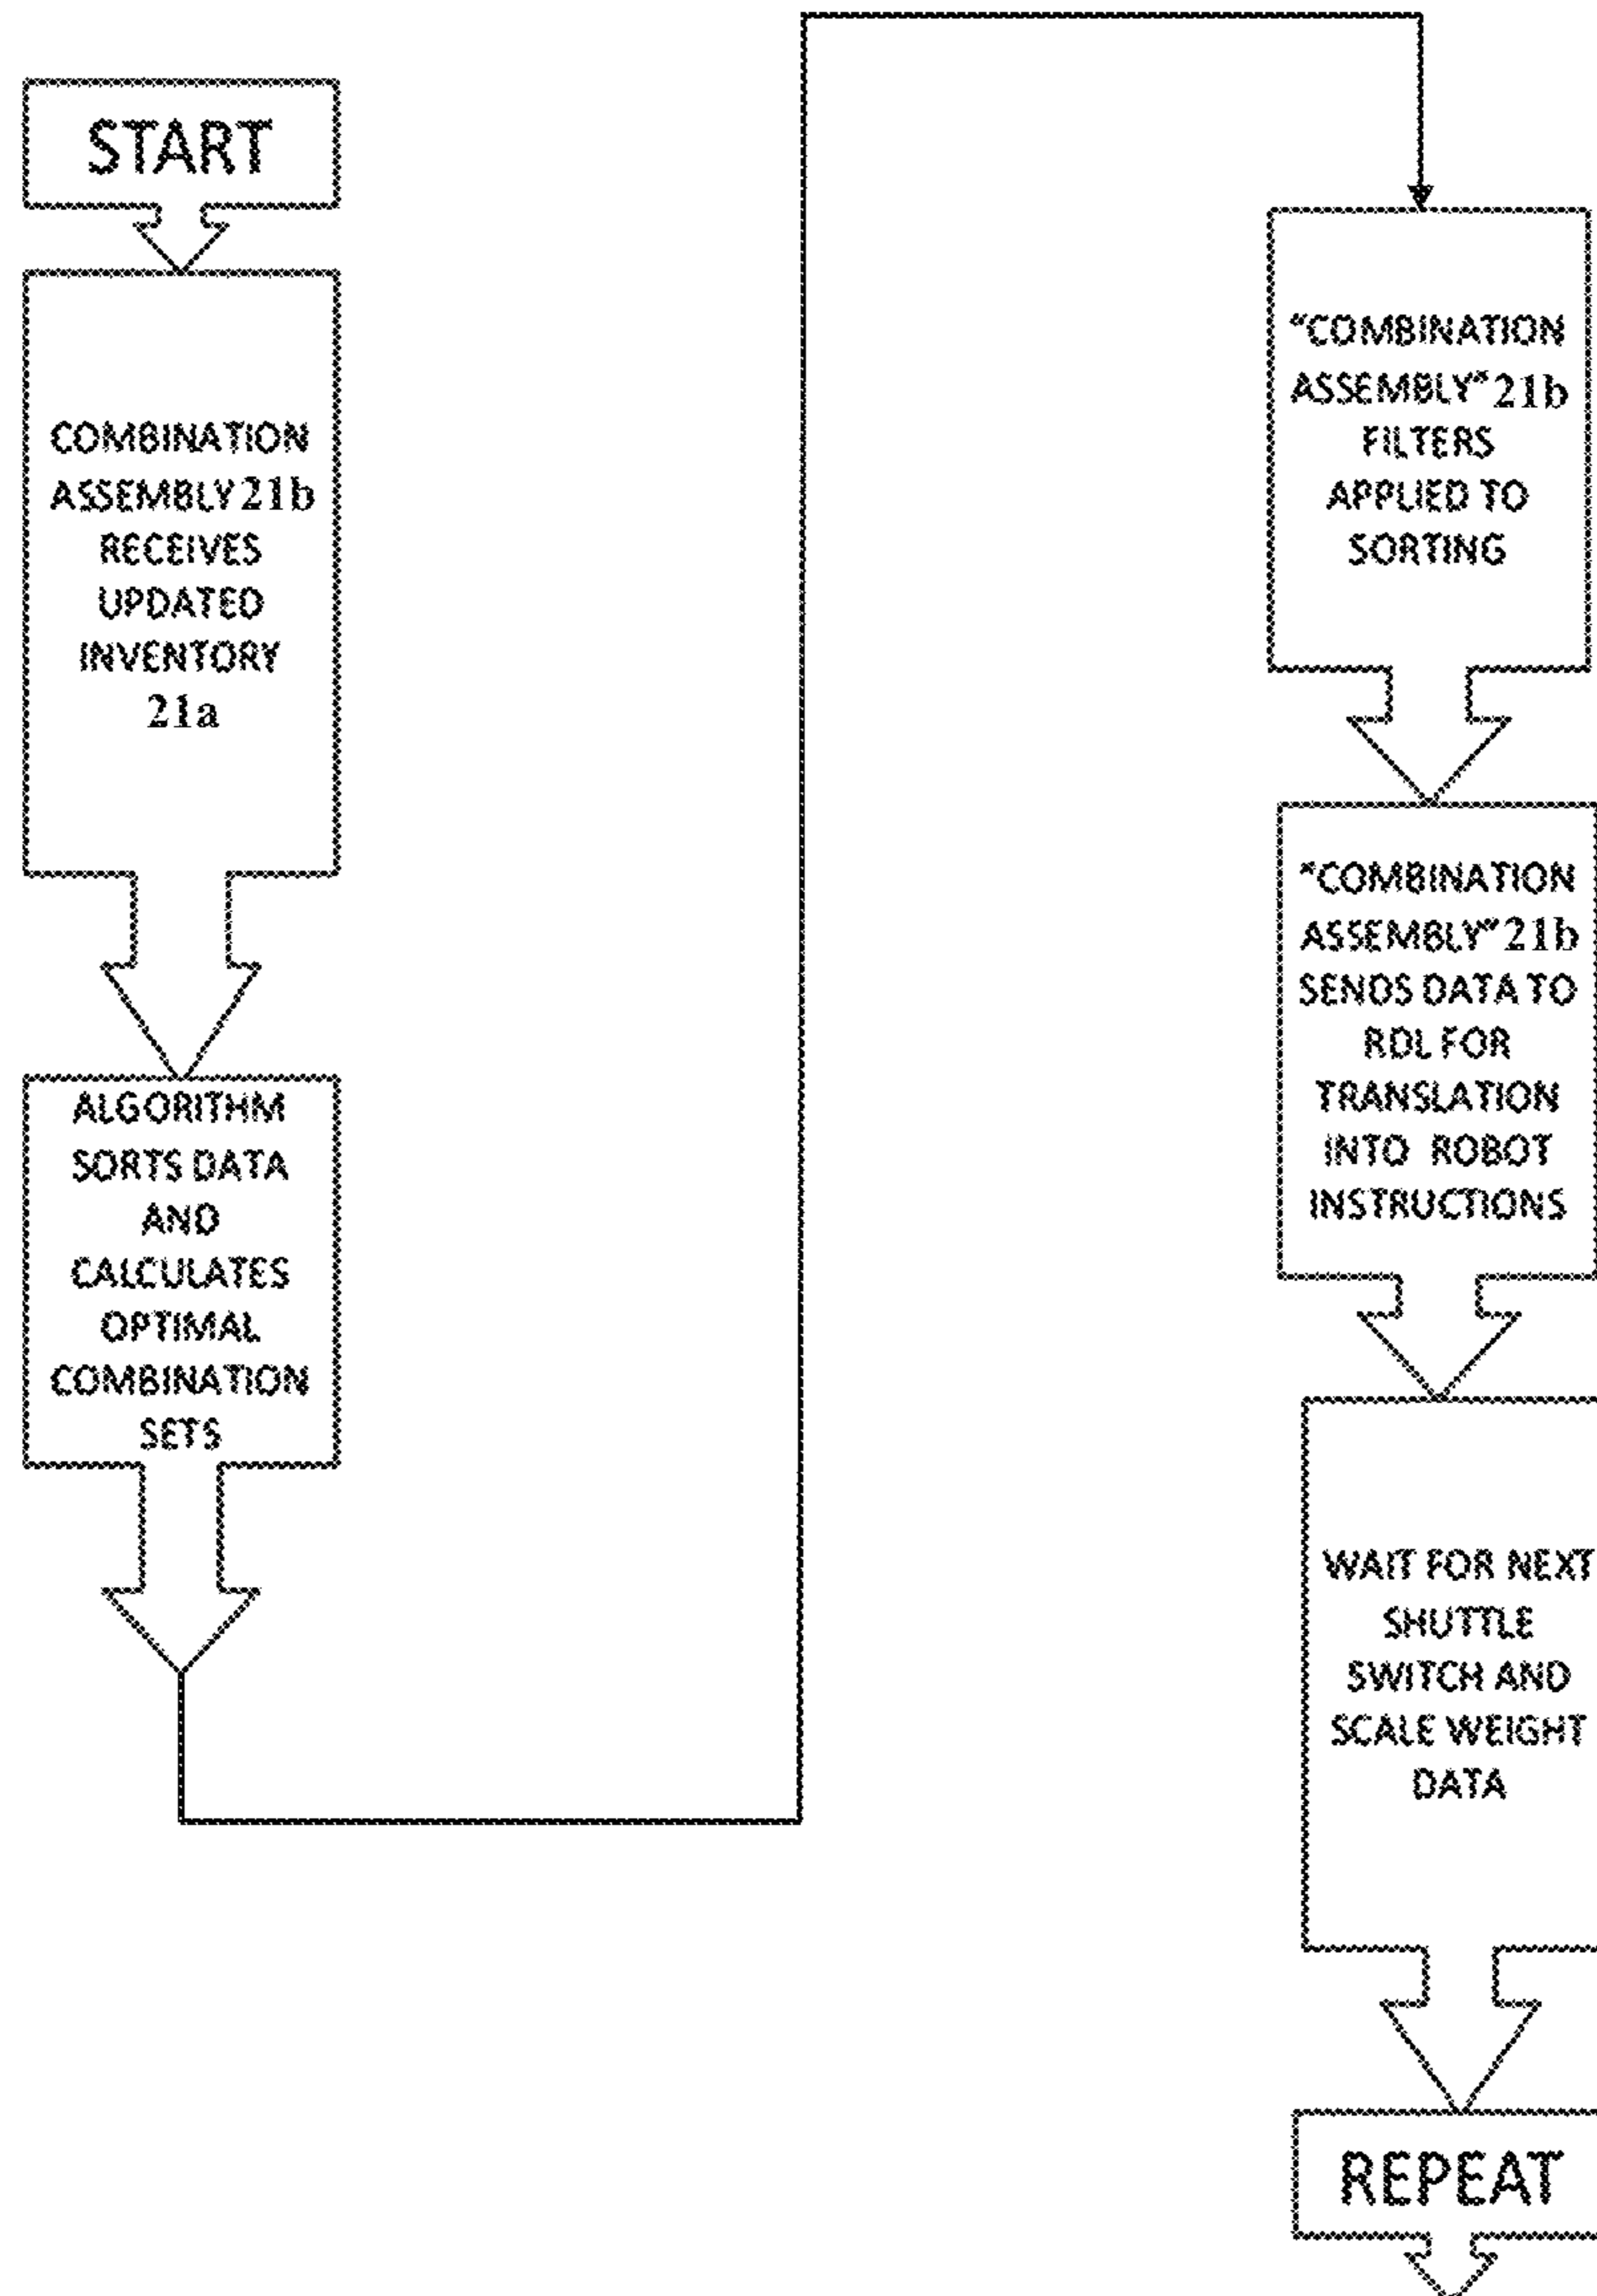 START
COMBINATION
ASSEMBLY 21b
RECEIVES
UPDATED
INVENTORY
21a
ALGORITHM
SORTS DATA
AND
CALCULATES
OPTIMAL
COMBINATION
SETS
"COMBINATION
ASSEMBLY" 21b
FILTERS
APPLIED TO
SORTING
"COMBINATION
ASSEMBLY" 21b
SENDS DATA TO
RDL FOR
TRANSLATION
INTO ROBOT
INSTRUCTIONS
WAIT FOR NEXT
SHUTTLE
SWITCH AND
SCALE WEIGHT
DATA
REPEAT